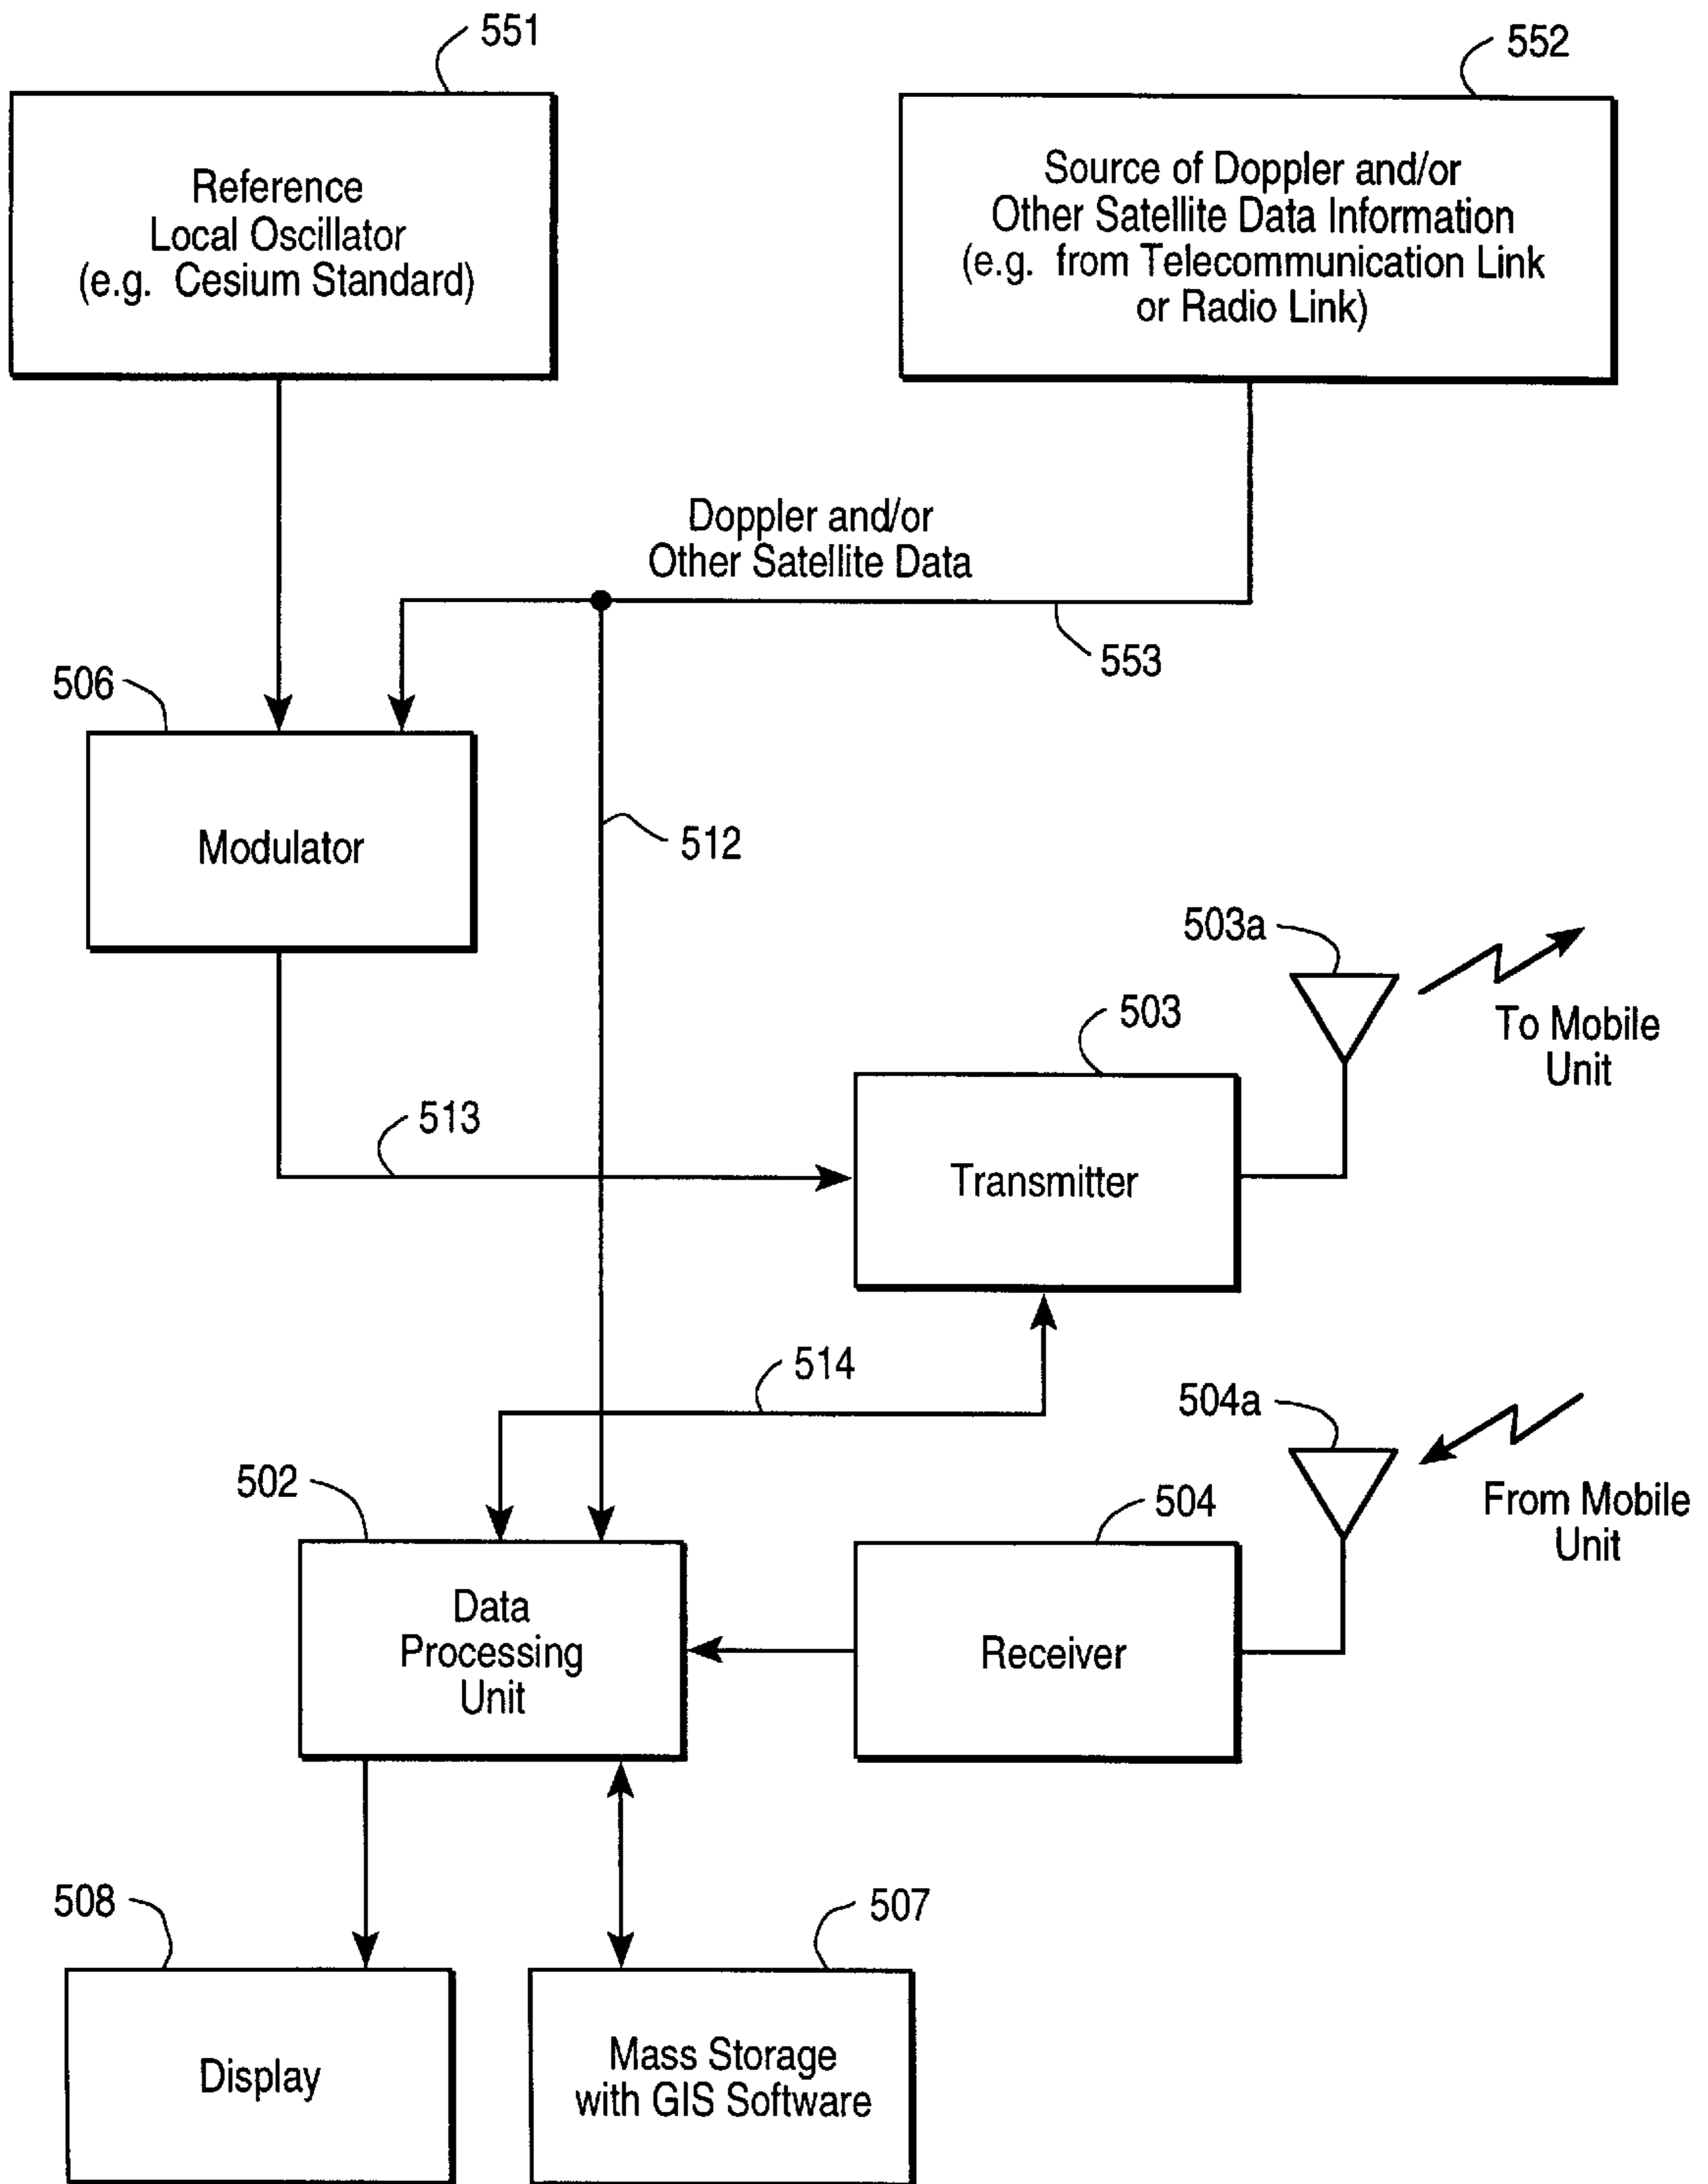 551
552
Reference
Local Oscillator
(e.g. Cesium Standard)
Source of Doppler and/or
Other Satellite Data Information
(e.g. from Telecommunication Link
or Radio Link)
Doppler and/or
Other Satellite Data
553
506
Modulator
512
503a
To Mobile
Unit
503
513
Transmitter
514
504a
From Mobile
Unit
502
504
Data
Processing
Unit
Receiver
508
507
Display
Mass Storage
with GIS Software